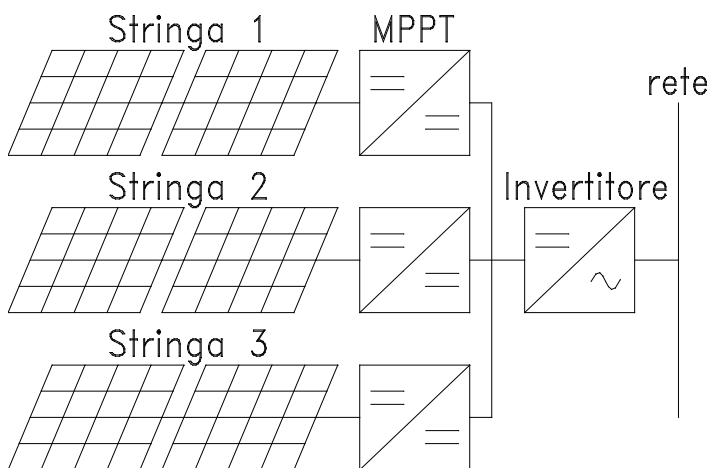 Stringa 1
MPPT
rete
Stringa 2
Invertitore
Stringa 3